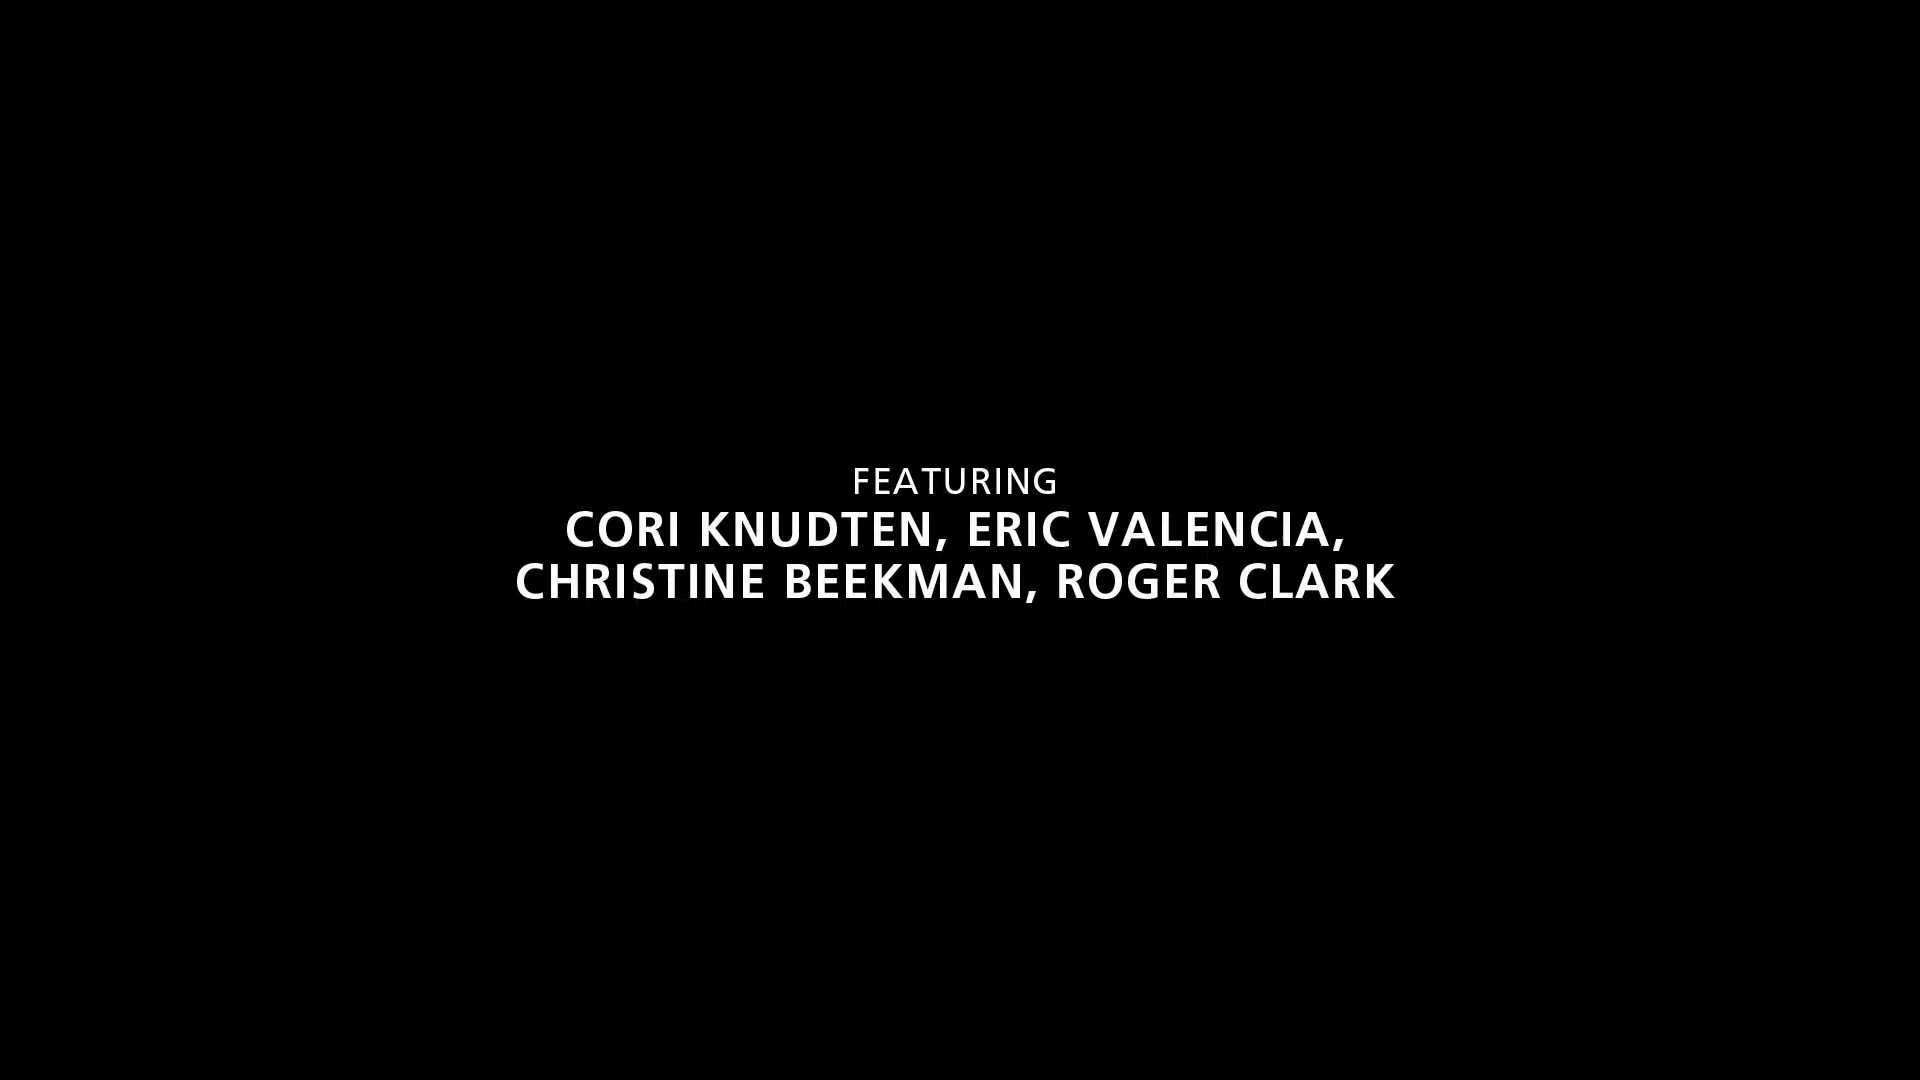 FEATURING
CORI KNUDTEN, ERIC VALENCIA,
CHRISTINE BEEKMAN, ROGER CLARK